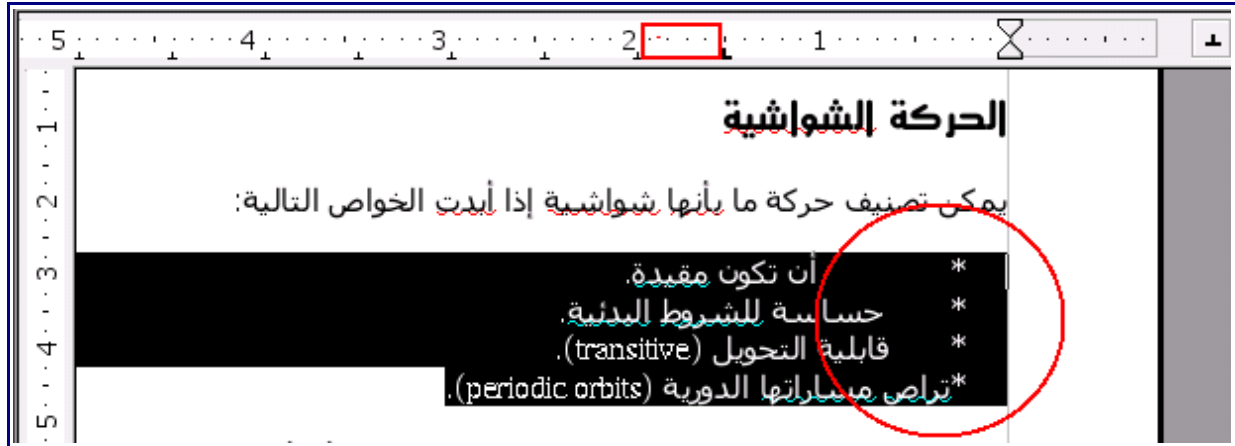 5 4 3 2 1
الحركة الشواشية
يمكن تصنيف حركة ما بأنها شواشية إذا أبدت الخواص التالية:
* أن تكون مقيدة.
* حساسة للشروط البدئية.
* قابلية التحويل (transitive).
*تراص مساراتها الدورية (periodic orbits).
1
2
3
4
5